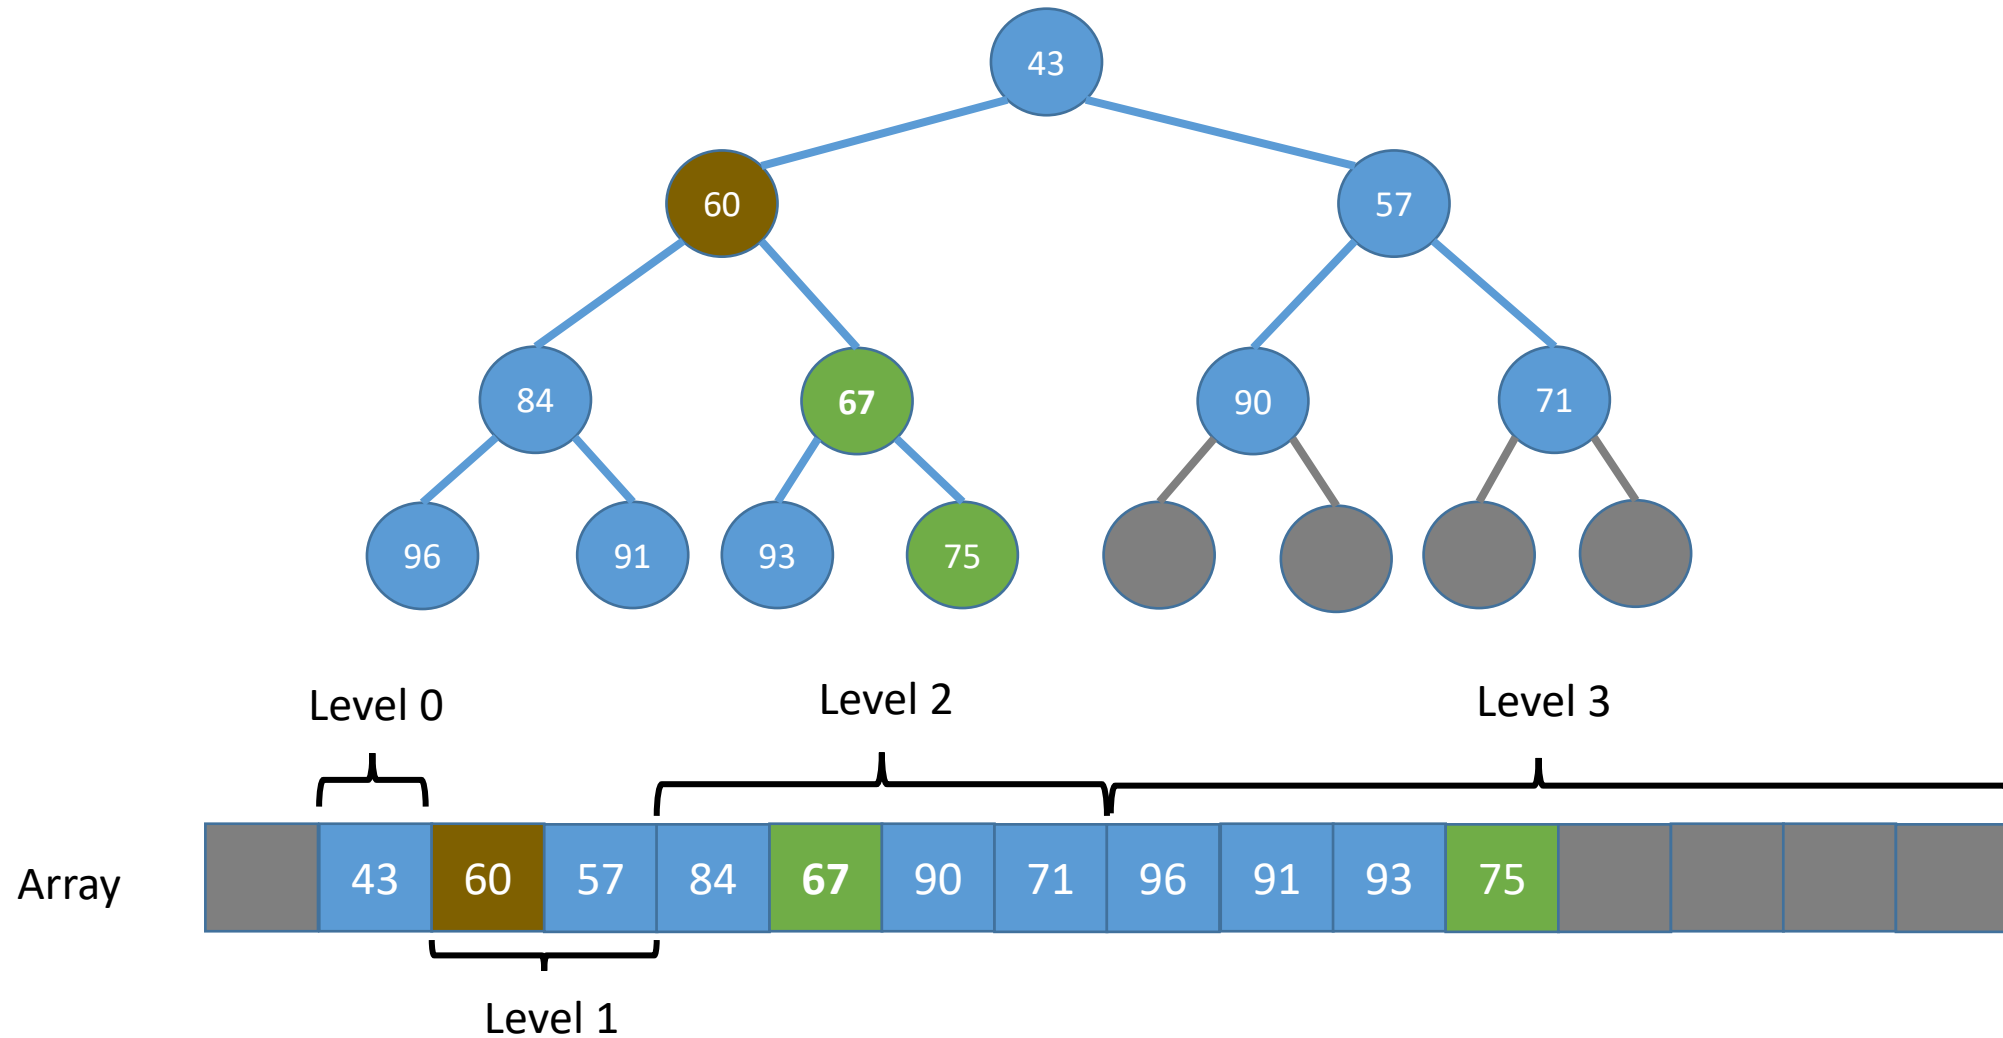 43
60 57
84 67 90 71
96 91 93 75
Level 0 Level 2 Level 3
Array 43 60 57 84 67 90 71 96 91 93 75
Level 1